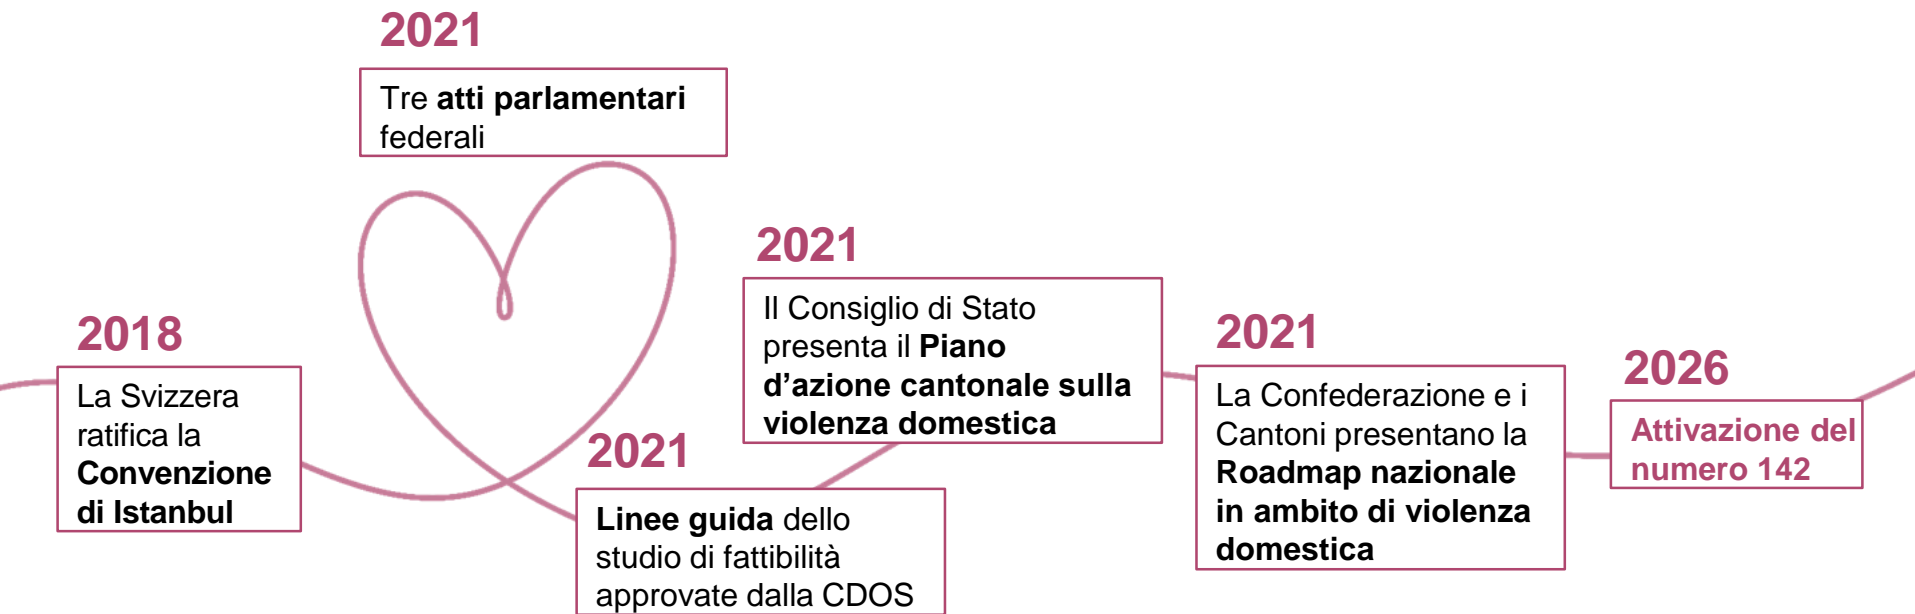 2018
La Svizzera
ratifica la
Convenzione
di Istanbul
2021
Tre atti parlamentari
federali
2021
Linee guida dello
studio di fattibilità
approvate dalla CDOS
2021
Il Consiglio di Stato
presenta il Piano
d’azione cantonale sulla
violenza domestica
2021
La Confederazione e i
Cantoni presentano la
Roadmap nazionale
in ambito di violenza
domestica
2026
Attivazione del
numero 142